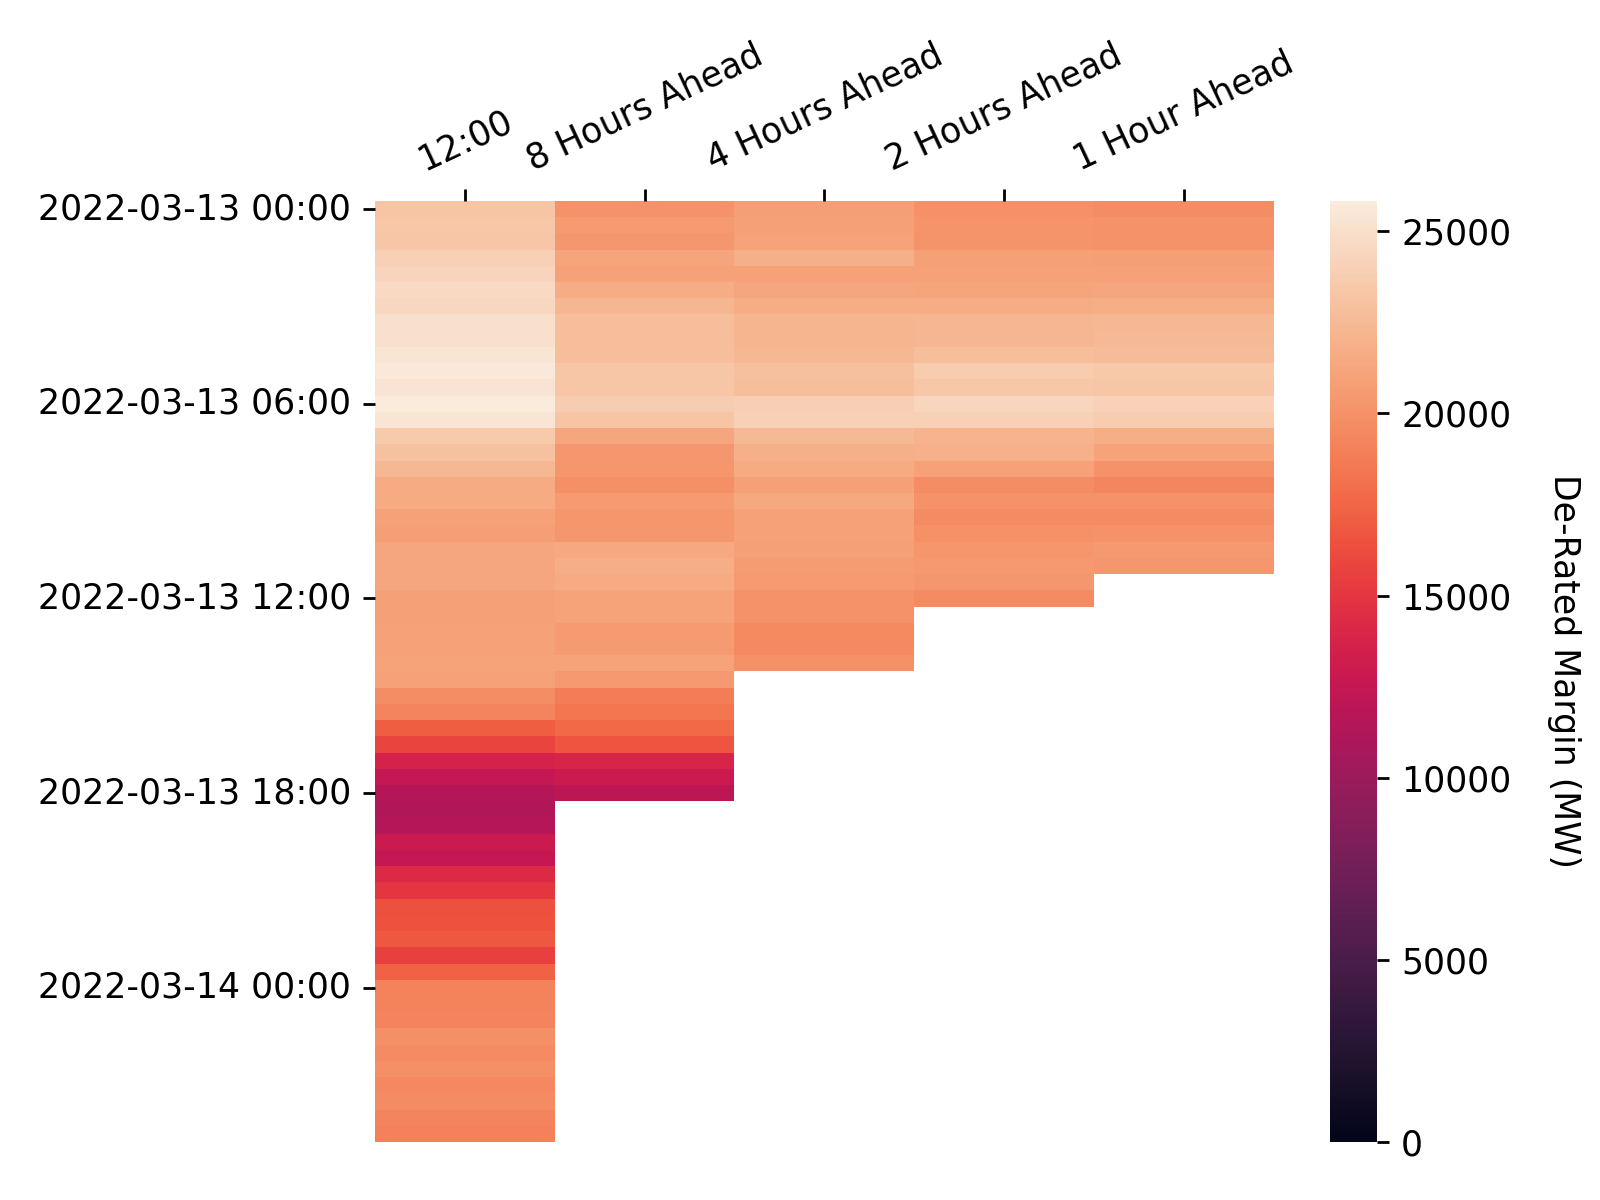 12:00
8 Hours Ahead
4 Hours Ahead
2 Hours Ahead
1 Hour Ahead
2022-03-13 00:00
2022-03-13 06:00
2022-03-13 12:00
2022-03-13 18:00
2022-03-14 00:00
25000
20000
15000
10000
5000
0
De-Rated Margin (MW)